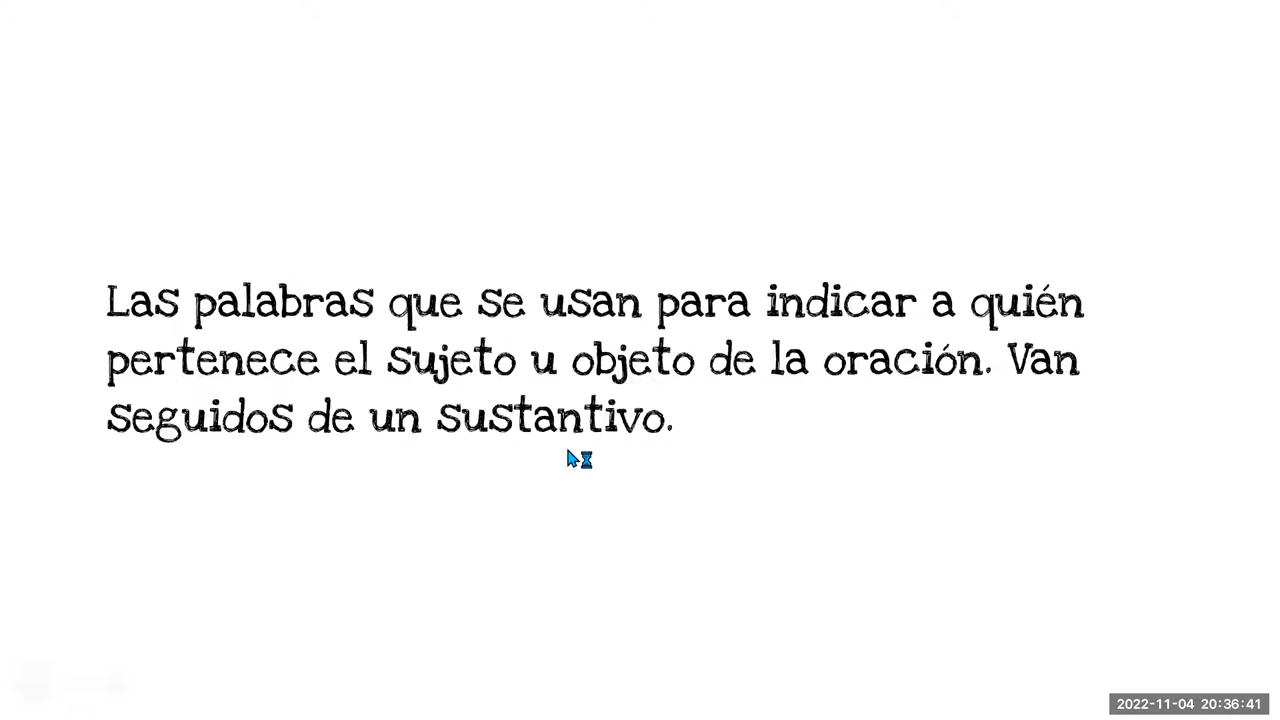 Las palabras que se usan para indicar a quién
pertenece el sujeto u objeto de la oración. Van
seguidos de un sustantivo.
2022-11-04 20:36:41